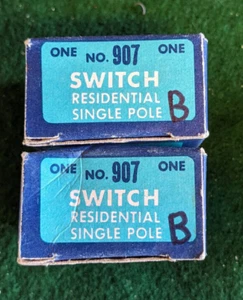 ONE NO. 907 ONE
SWITCH
RESIDENTIAL
SINGLE POLE B
ONE NO. 907 ONE
SWITCH
RESIDENTIAL
SINGLE POLE B